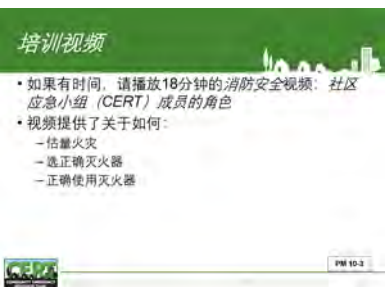 培训视频
• 如果有时间，请播放18分钟的消防安全视频：社区
应急小组（CERT）成员的角色
• 视频提供了关于如何：
–估量火灾
–选正确灭火器
–正确使用灭火器
CERT
PM 10-3